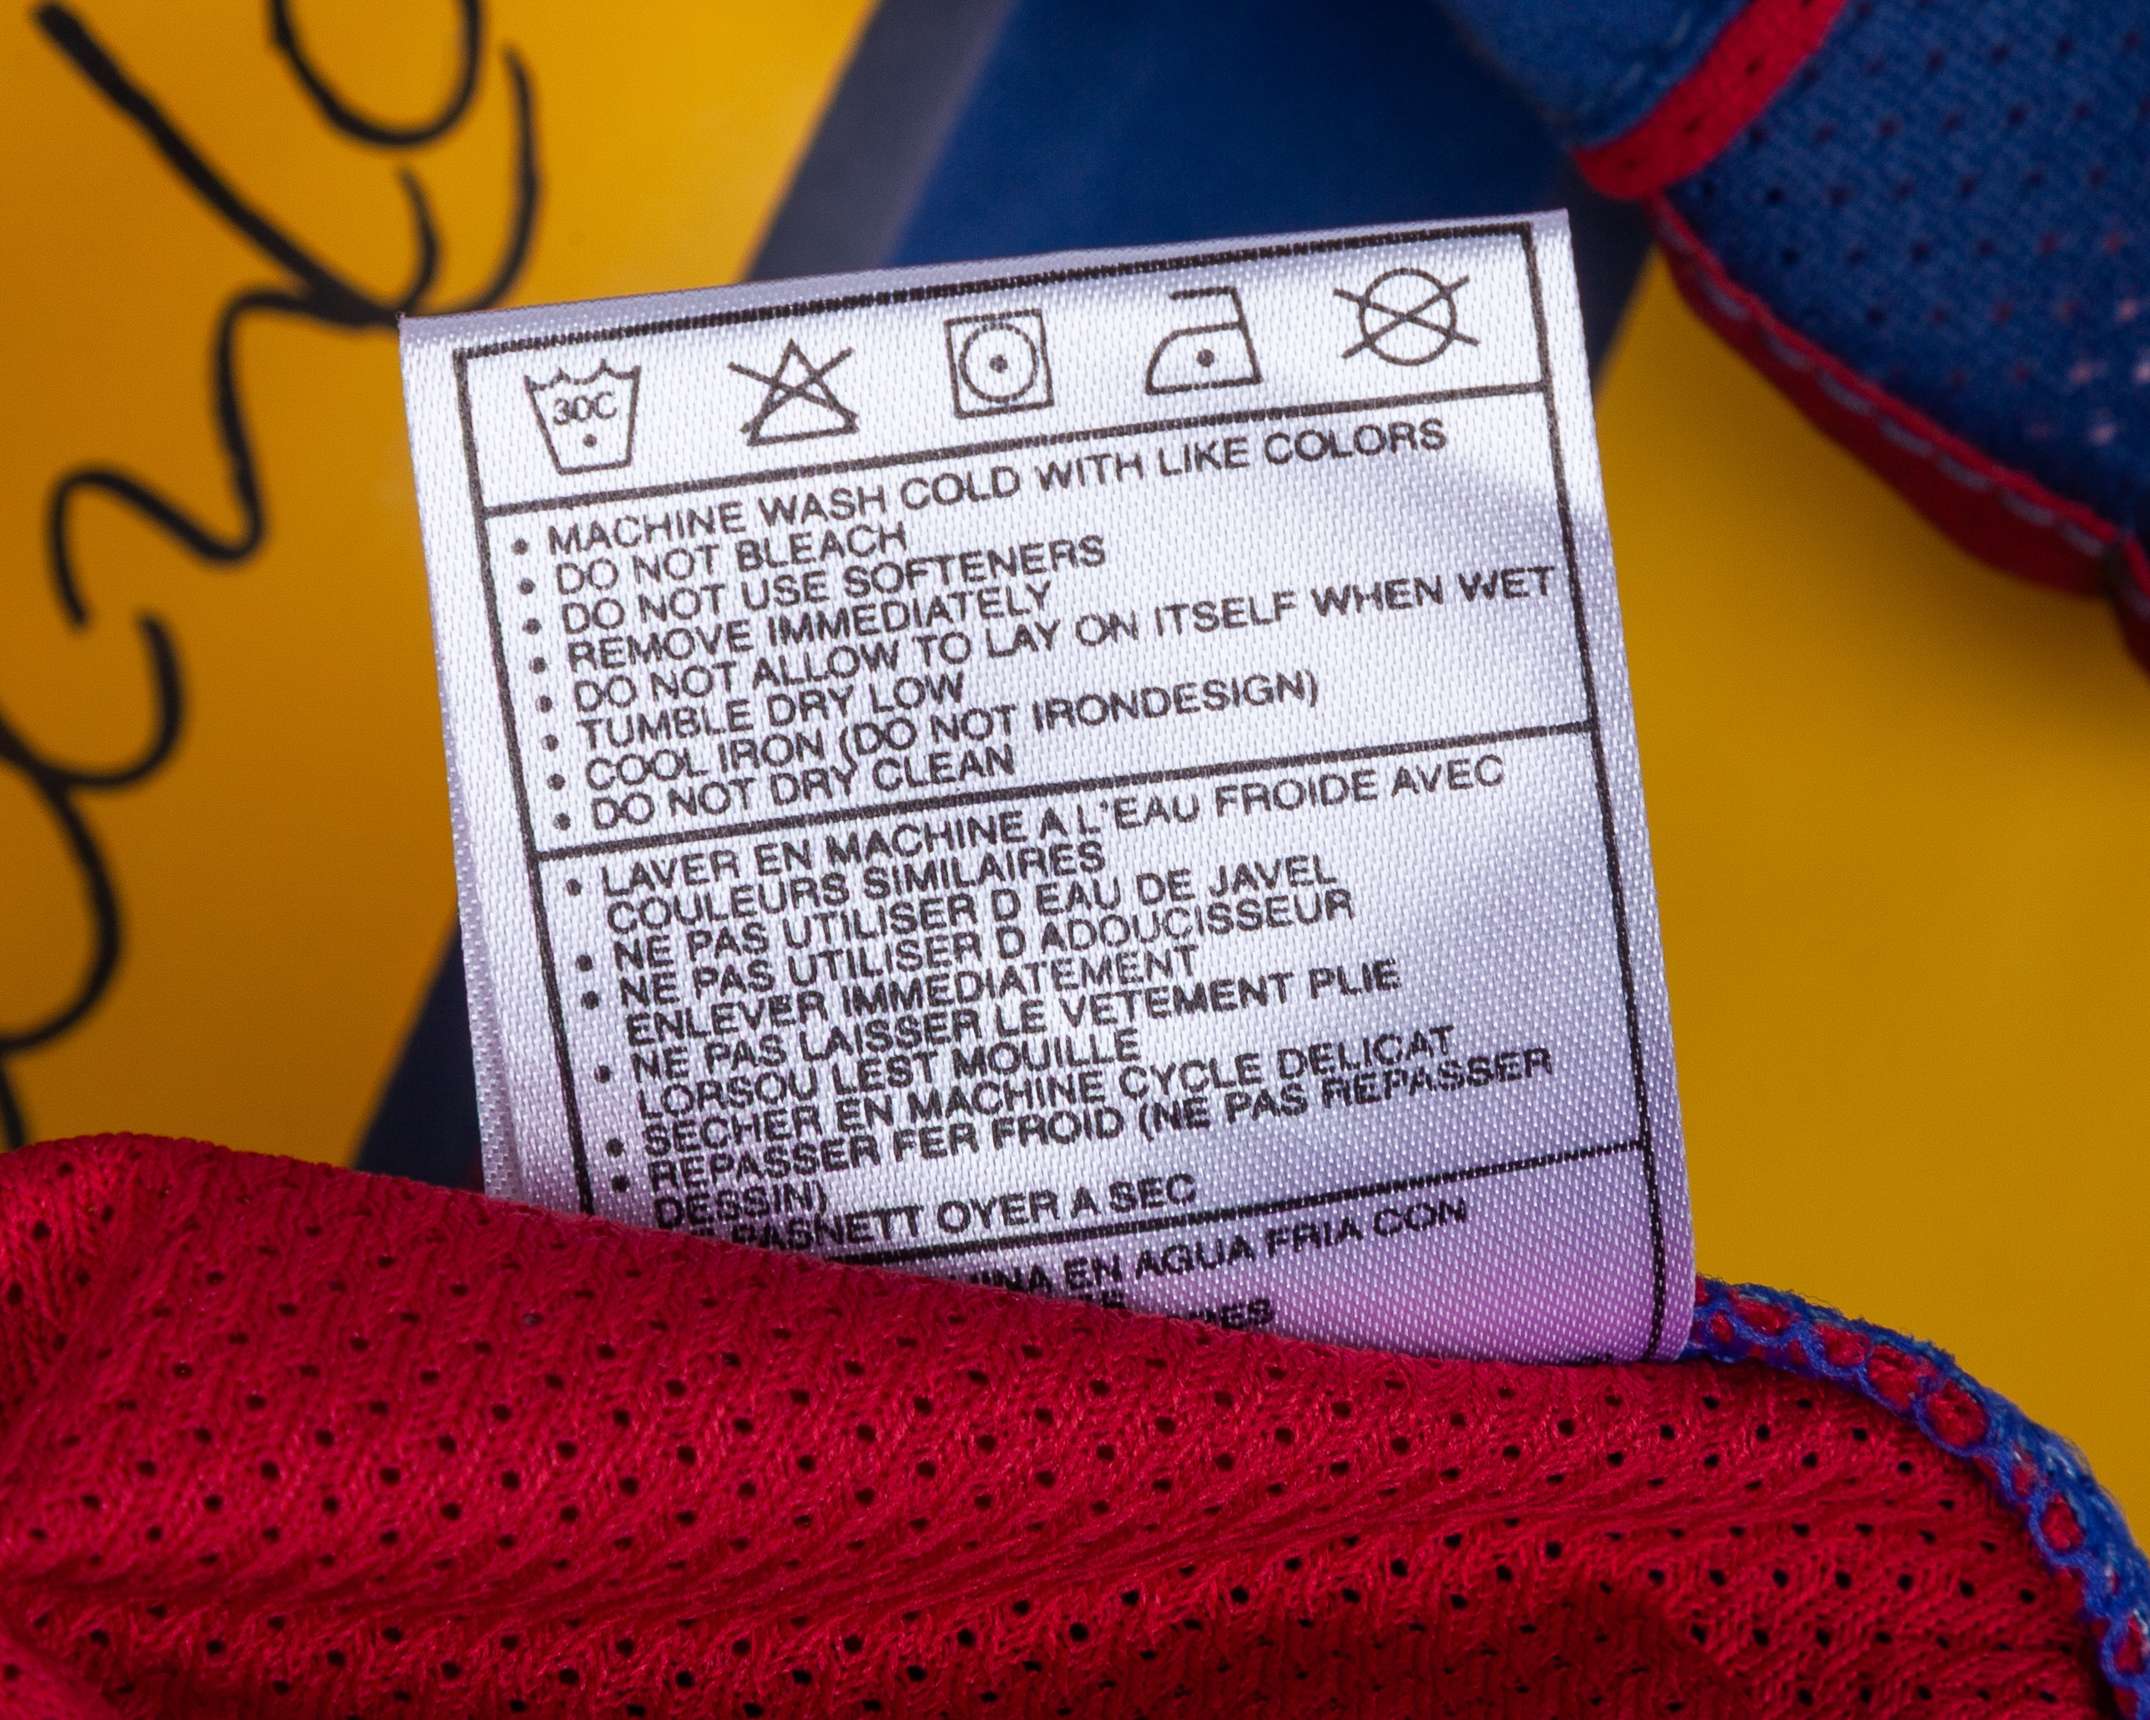 30C
• MACHINE WASH COLD WITH LIKE COLORS
• DO NOT BLEACH
• DO NOT USE SOFTENERS
• REMOVE IMMEDIATELY
• DO NOT ALLOW TO LAY ON ITSELF WHEN WET
• TUMBLE DRY LOW
• COOL IRON (DO NOT IRONDESIGN)
• DO NOT DRY CLEAN
• LAVER EN MACHINE A L'EAU FROIDE AVEC
COULEURS SIMILAIRES
• NE PAS UTILISER D EAU DE JAVEL
• NE PAS UTILISER D ADOUCISSEUR
ENLEVER IMMEDIATEMENT
• NE PAS LAISSER LE VETEMENT PLIE
LORSOU LEST MOUILLE
• SECHER EN MACHINE CYCLE DELICAT
• REPASSER FER FROID (NE PAS REPASSER
DESSIN)
PASNETT OYER A SEC
EN AGUA FRIA CON